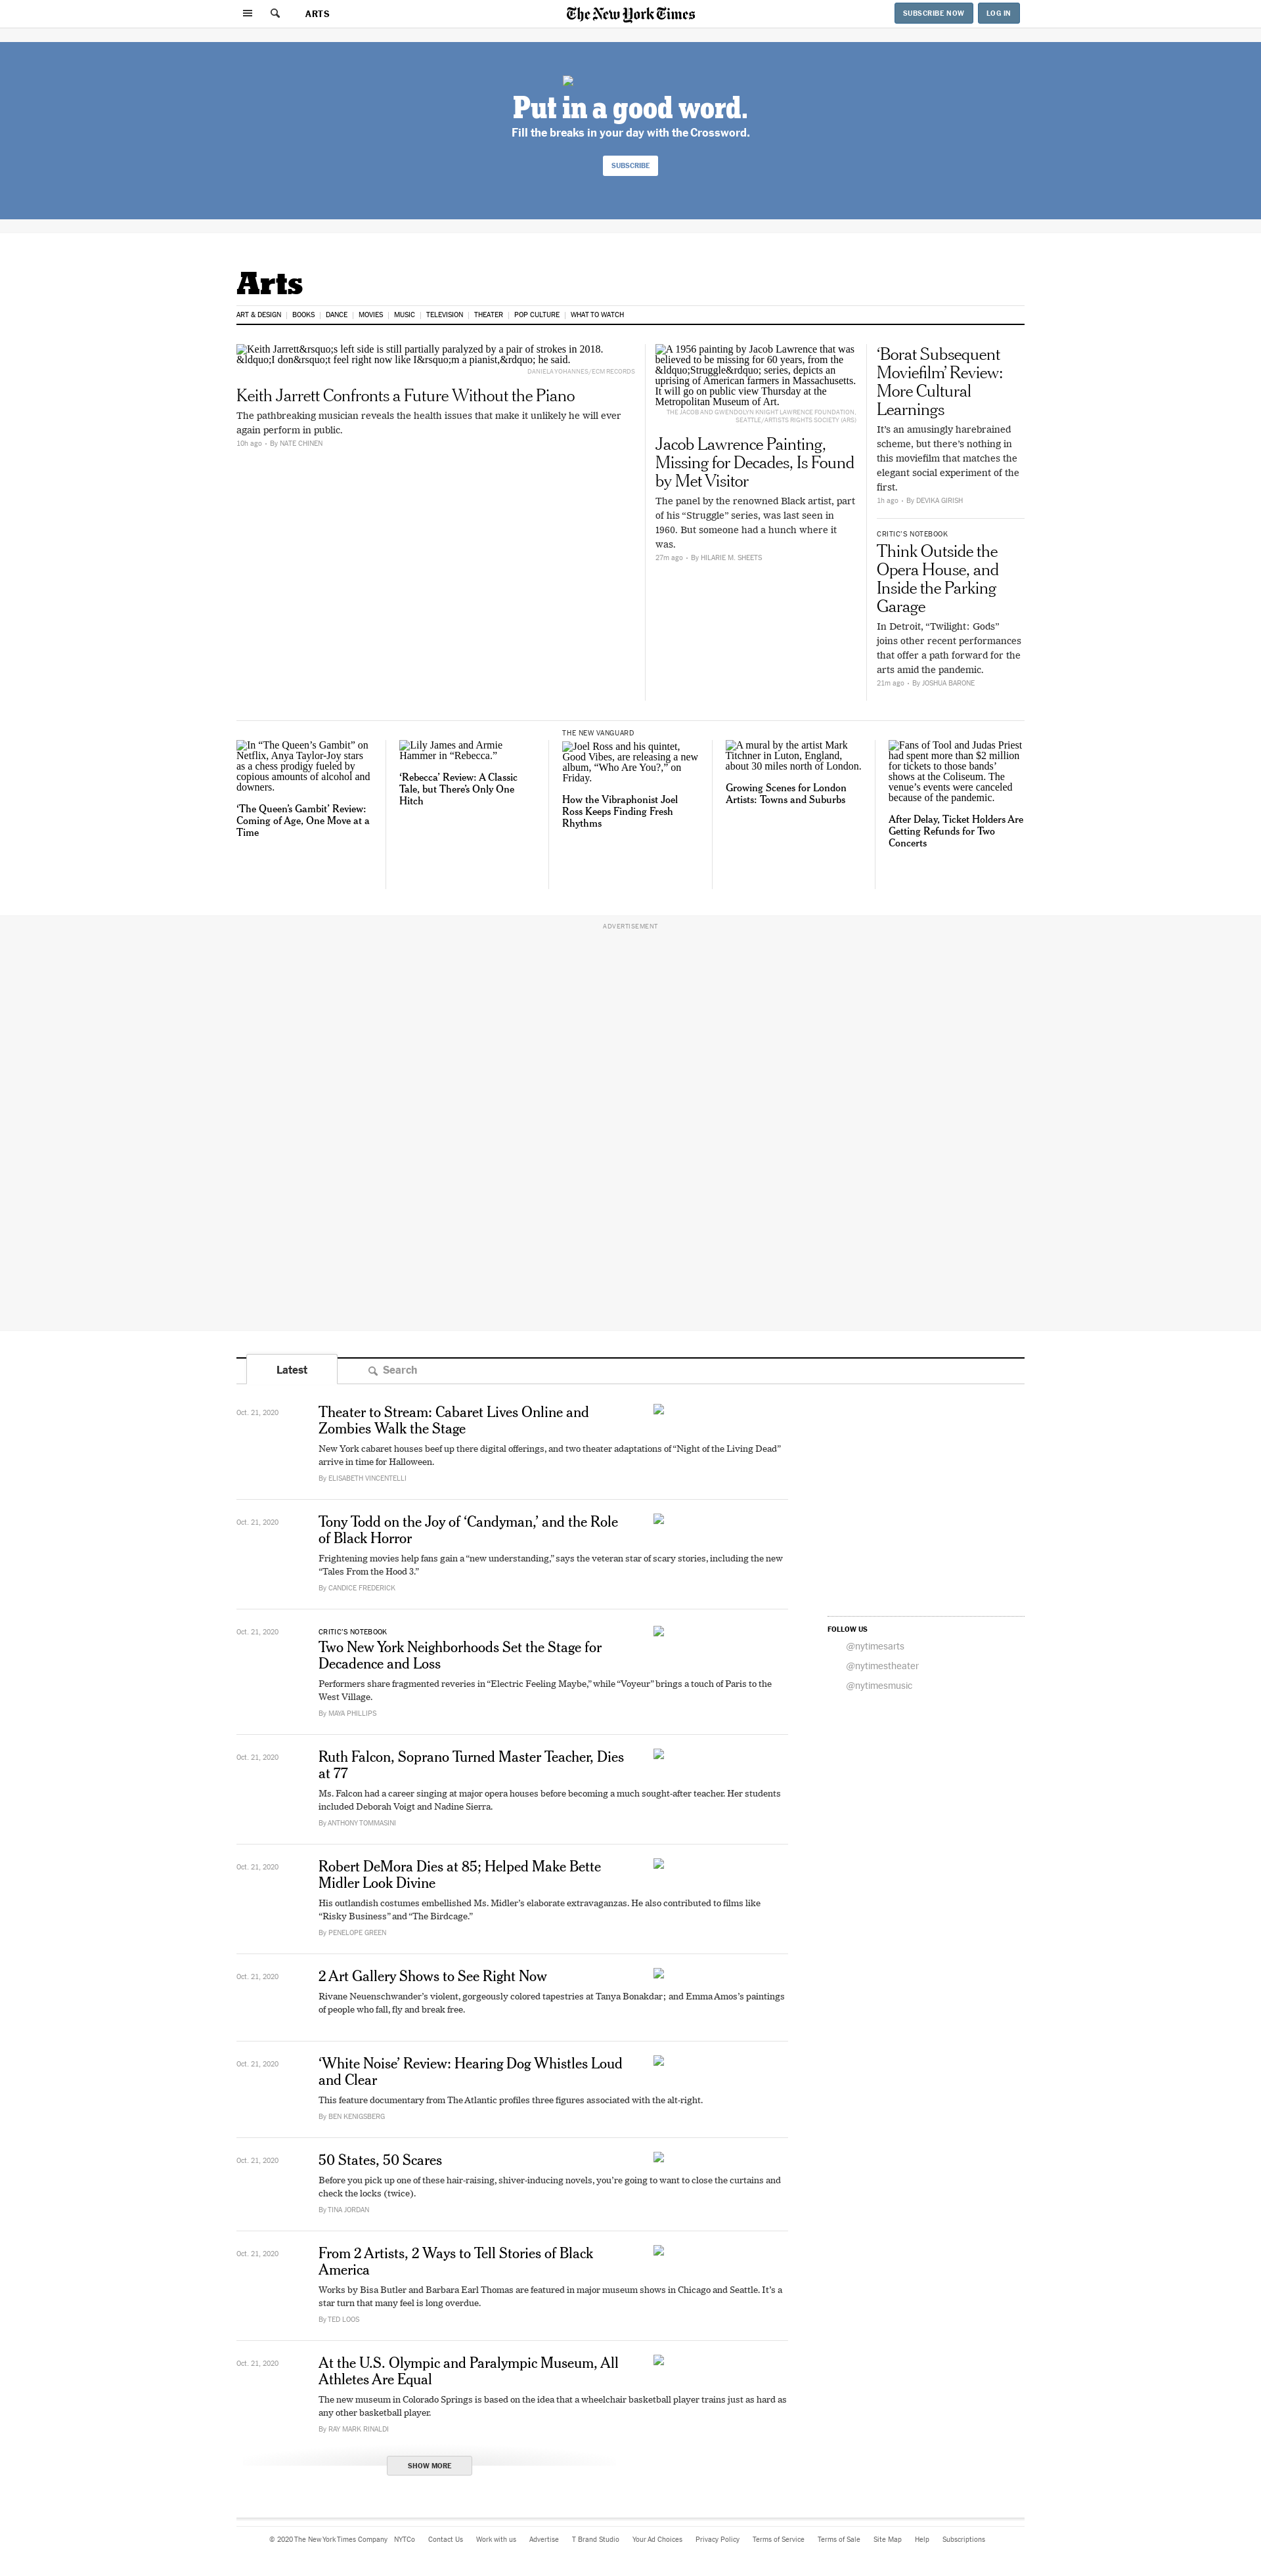 ARTS
The New York Times
SUBSCRIBE NOW
LOG IN
Put in a good word.
Fill the breaks in your day with the Crossword.
SUBSCRIBE
Arts
ART & DESIGN
BOOKS
DANCE
MOVIES
MUSIC
TELEVISION
THEATER
POP CULTURE
WHAT TO WATCH
Keith Jarrett&rsquo;s left side is still partially paralyzed by a pair of strokes in 2018.
&ldquo;I don&rsquo;t feel right now like I&rsquo;m a pianist,&rdquo; he said.
DANIELA YOHANNES/ECM RECORDS
Keith Jarrett Confronts a Future Without the Piano
The pathbreaking musician reveals the health issues that make it unlikely he will ever
again perform in public.
10h ago • By NATE CHINEN
A 1956 painting by Jacob Lawrence that was
believed to be missing for 60 years, from the
&ldquo;Struggle&rdquo; series, depicts an
uprising of American farmers in Massachusetts.
It will go on public view Thursday at the
Metropolitan Museum of Art.
THE JACOB AND GWENDOLYN KNIGHT LAWRENCE FOUNDATION,
SEATTLE/ARTISTS RIGHTS SOCIETY (ARS)
Jacob Lawrence Painting,
Missing for Decades, Is Found
by Met Visitor
The panel by the renowned Black artist, part
of his “Struggle” series, was last seen in
1960. But someone had a hunch where it
was.
27m ago • By HILARIE M. SHEETS
‘Borat Subsequent
Moviefilm’ Review:
More Cultural
Learnings
It’s an amusingly harebrained
scheme, but there’s nothing in
this moviefilm that matches the
elegant social experiment of the
first.
1h ago • By DEVIKA GIRISH
CRITIC’S NOTEBOOK
Think Outside the
Opera House, and
Inside the Parking
Garage
In Detroit, “Twilight: Gods”
joins other recent performances
that offer a path forward for the
arts amid the pandemic.
21m ago • By JOSHUA BARONE
In “The Queen’s Gambit” on
Netflix, Anya Taylor-Joy stars
as a chess prodigy fueled by
copious amounts of alcohol and
downers.
‘The Queen’s Gambit’ Review:
Coming of Age, One Move at a
Time
Lily James and Armie
Hammer in “Rebecca.”
‘Rebecca’ Review: A Classic
Tale, but There’s Only One
Hitch
THE NEW VANGUARD
Joel Ross and his quintet,
Good Vibes, are releasing a new
album, “Who Are You?,” on
Friday.
How the Vibraphonist Joel
Ross Keeps Finding Fresh
Rhythms
A mural by the artist Mark
Titchner in Luton, England,
about 30 miles north of London.
Growing Scenes for London
Artists: Towns and Suburbs
Fans of Tool and Judas Priest
had spent more than $2 million
for tickets to those bands’
shows at the Coliseum. The
venue’s events were canceled
because of the pandemic.
After Delay, Ticket Holders Are
Getting Refunds for Two
Concerts
ADVERTISEMENT
Latest
Search
Oct. 21, 2020
Theater to Stream: Cabaret Lives Online and
Zombies Walk the Stage
New York cabaret houses beef up there digital offerings, and two theater adaptations of “Night of the Living Dead”
arrive in time for Halloween.
By ELISABETH VINCENTELLI
Oct. 21, 2020
Tony Todd on the Joy of ‘Candyman,’ and the Role
of Black Horror
Frightening movies help fans gain a “new understanding,” says the veteran star of scary stories, including the new
“Tales From the Hood 3.”
By CANDICE FREDERICK
Oct. 21, 2020
CRITIC’S NOTEBOOK
Two New York Neighborhoods Set the Stage for
Decadence and Loss
Performers share fragmented reveries in “Electric Feeling Maybe,” while “Voyeur” brings a touch of Paris to the
West Village.
By MAYA PHILLIPS
Oct. 21, 2020
Ruth Falcon, Soprano Turned Master Teacher, Dies
at 77
Ms. Falcon had a career singing at major opera houses before becoming a much sought-after teacher. Her students
included Deborah Voigt and Nadine Sierra.
By ANTHONY TOMMASINI
Oct. 21, 2020
Robert DeMora Dies at 85; Helped Make Bette
Midler Look Divine
His outlandish costumes embellished Ms. Midler’s elaborate extravaganzas. He also contributed to films like
“Risky Business” and “The Birdcage.”
By PENELOPE GREEN
Oct. 21, 2020
2 Art Gallery Shows to See Right Now
Rivane Neuenschwander’s violent, gorgeously colored tapestries at Tanya Bonakdar; and Emma Amos’s paintings
of people who fall, fly and break free.
Oct. 21, 2020
‘White Noise’ Review: Hearing Dog Whistles Loud
and Clear
This feature documentary from The Atlantic profiles three figures associated with the alt-right.
By BEN KENIGSBERG
Oct. 21, 2020
50 States, 50 Scares
Before you pick up one of these hair-raising, shiver-inducing novels, you’re going to want to close the curtains and
check the locks (twice).
By TINA JORDAN
Oct. 21, 2020
From 2 Artists, 2 Ways to Tell Stories of Black
America
Works by Bisa Butler and Barbara Earl Thomas are featured in major museum shows in Chicago and Seattle. It’s a
star turn that many feel is long overdue.
By TED LOOS
Oct. 21, 2020
At the U.S. Olympic and Paralympic Museum, All
Athletes Are Equal
The new museum in Colorado Springs is based on the idea that a wheelchair basketball player trains just as hard as
any other basketball player.
By RAY MARK RINALDI
SHOW MORE
FOLLOW US
@nytimesarts
@nytimestheater
@nytimesmusic
© 2020 The New York Times Company
NYTCo
Contact Us
Work with us
Advertise
T Brand Studio
Your Ad Choices
Privacy Policy
Terms of Service
Terms of Sale
Site Map
Help
Subscriptions